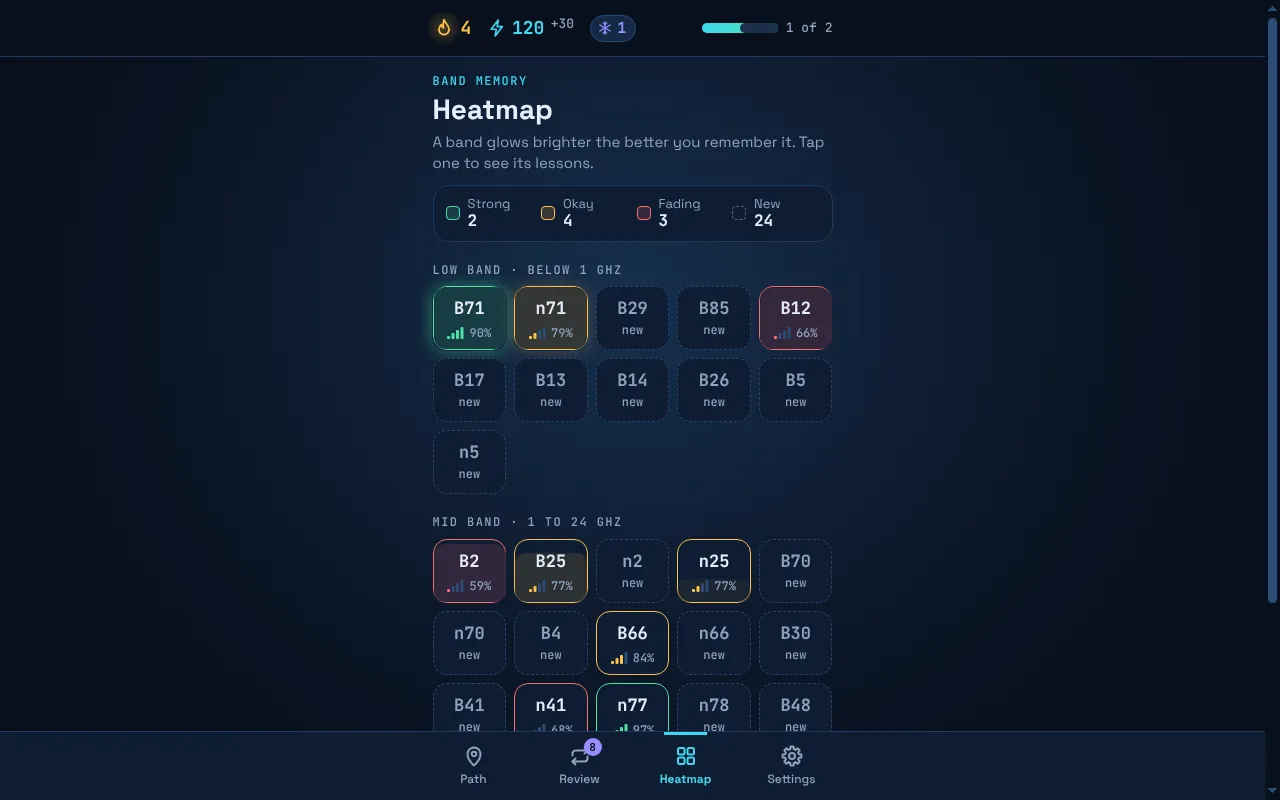 4 120 +30 1 1 of 2
BAND MEMORY
Heatmap
A band glows brighter the better you remember it. Tap
one to see its lessons.
Strong Okay Fading New
2 4 3 24
LOW BAND · BELOW 1 GHZ
B71 n71 B29 B85 B12
90% 79% new new 66%
B17 B13 B14 B26 B5
new new new new new
n5
new
MID BAND · 1 TO 24 GHZ
B2 B25 n2 n25 B70
59% 77% new 77% new
n70 B4 B66 n66 B30
new new 84% new new
B41 n41 n77 n78 B48
new 68% 97% new new
8
Path Review Heatmap Settings